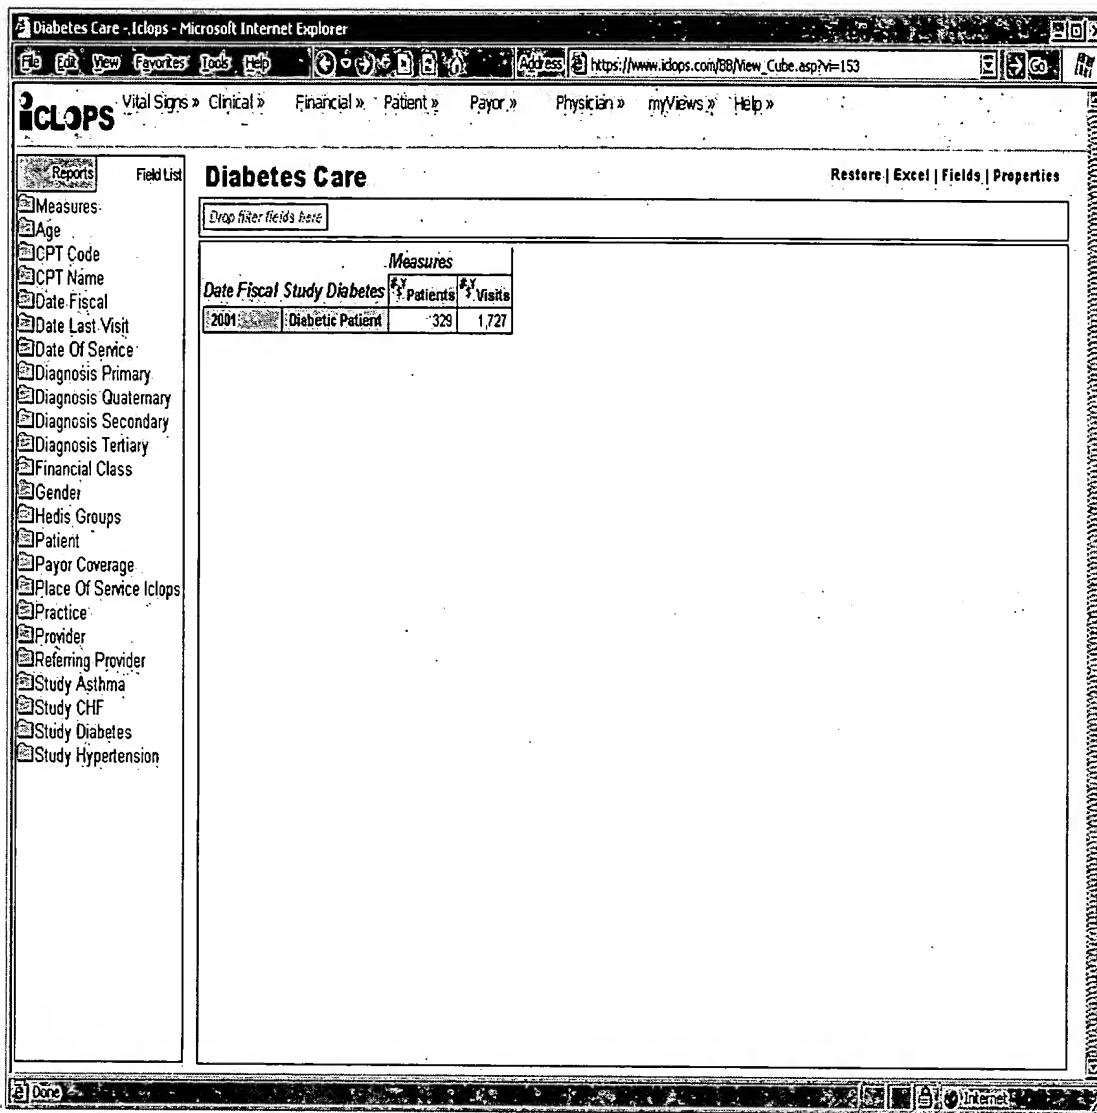 Diabetes Care - Iclops - Microsoft Internet Explorer
File Edit View Favorites Tools Help Address https://www.iclops.com/88/View_Cube.asp?vi=153 Go
ICLOPS Vital Signs » Clinical » Financial » Patient » Payor » Physician » myViews » Help »
Reports Field List
Diabetes Care Restore | Excel | Fields | Properties
Drop filter fields here
Measures
Date Fiscal Study Diabetes Patients Visits
2001 Diabetic Patient 329 1,727
Measures
Age
CPT Code
CPT Name
Date Fiscal
Date Last Visit
Date Of Service
Diagnosis Primary
Diagnosis Quaternary
Diagnosis Secondary
Diagnosis Tertiary
Financial Class
Gender
Hedis Groups
Patient
Payor Coverage
Place Of Service Iclops
Practice
Provider
Referring Provider
Study Asthma
Study CHF
Study Diabetes
Study Hypertension
Done Internet